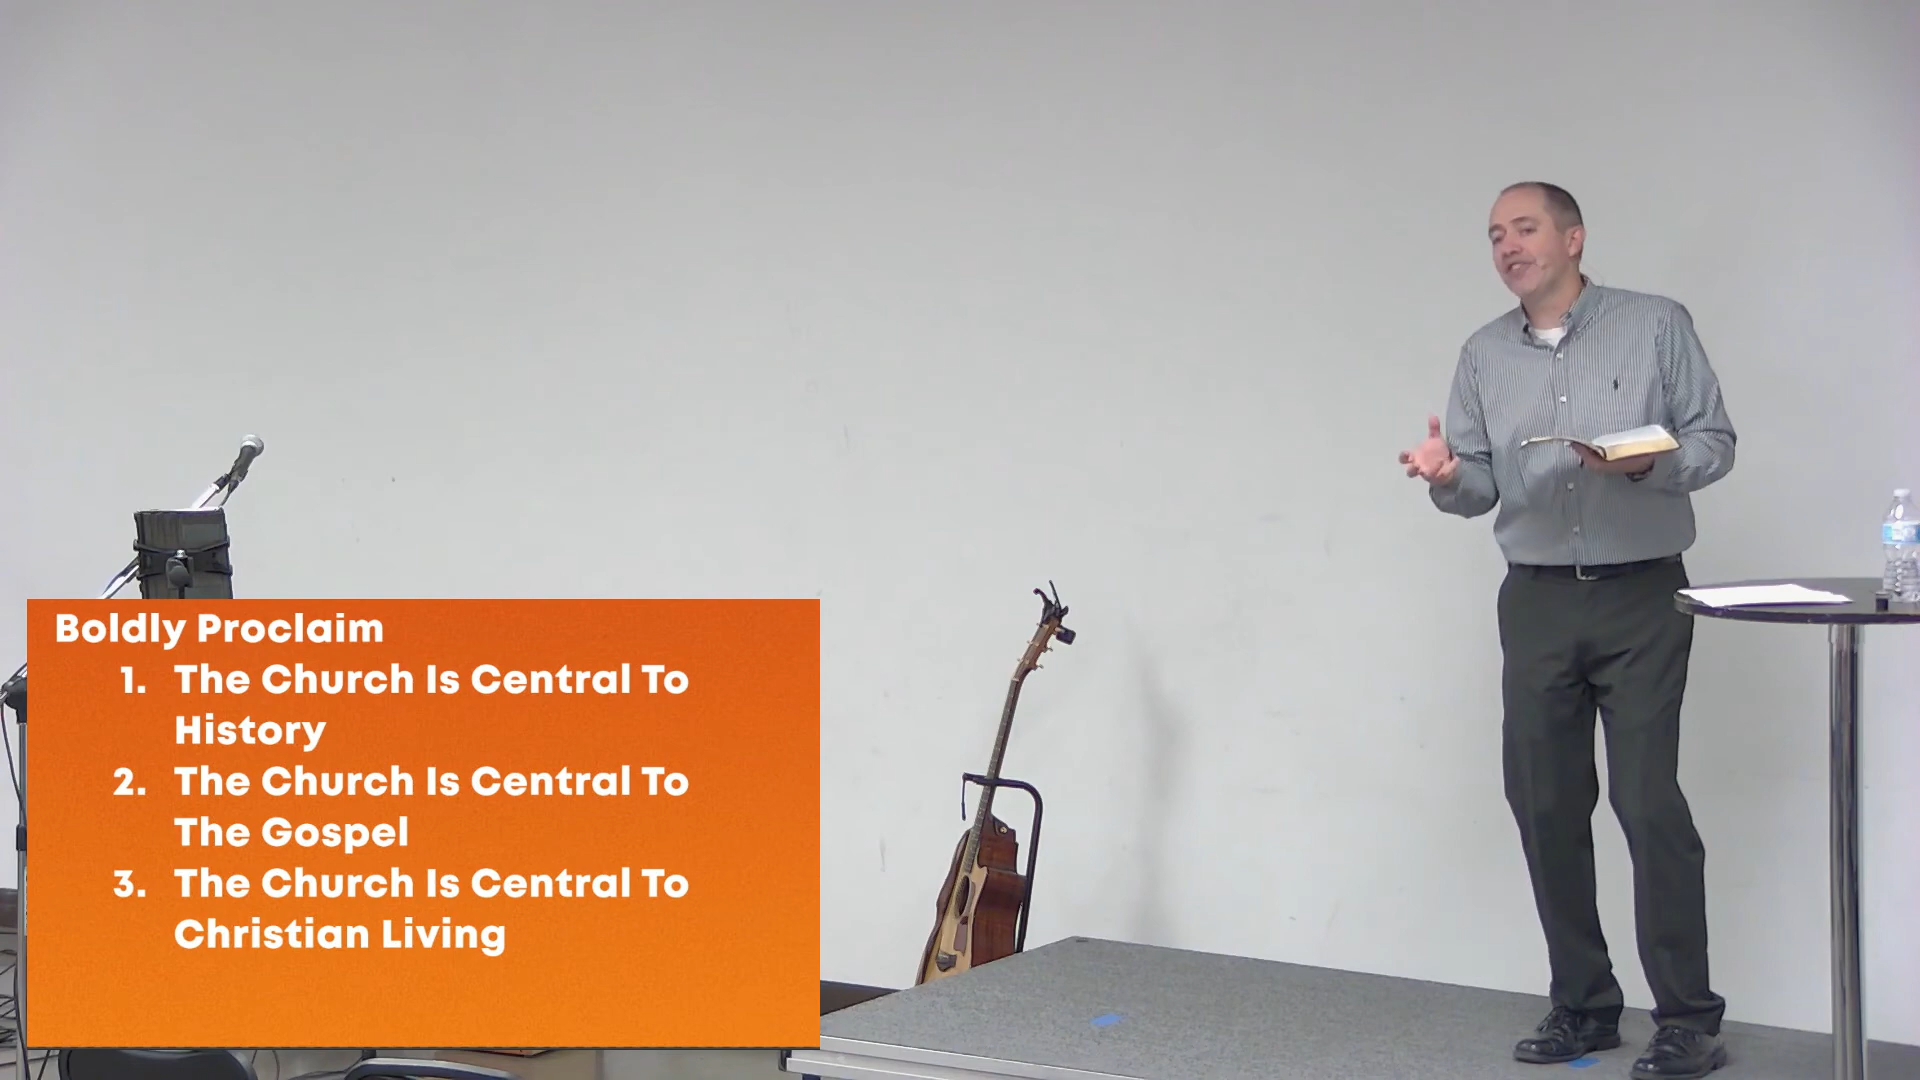 Boldly Proclaim
1. The Church Is Central To
History
2. The Church Is Central To
The Gospel
3. The Church Is Central To
Christian Living